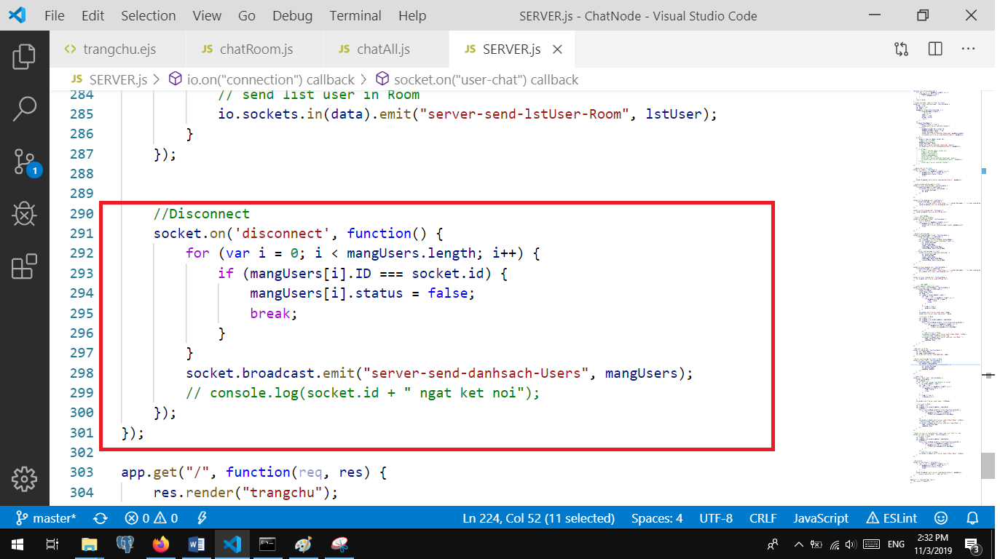 File Edit Selection View Go Debug Terminal Help SERVER.js - ChatNode - Visual Studio Code
<> trangchu.ejs JS chatRoom.js JS chatAll.js JS SERVER.js
JS SERVER.js > io.on("connection") callback > socket.on("user-chat") callback
284 // send list user in Room
285 io.sockets.in(data).emit("server-send-lstUser-Room", lstUser);
286 }
287 });
288
289
290 //Disconnect
291 socket.on('disconnect', function() {
292 for (var i = 0; i < mangUsers.length; i++) {
293 if (mangUsers[i].ID === socket.id) {
294 mangUsers[i].status = false;
295 break;
296 }
297 }
298 socket.broadcast.emit("server-send-danhsach-Users", mangUsers);
299 // console.log(socket.id + " ngat ket noi");
300 });
301 });
302
303 app.get("/", function(req, res) {
304 res.render("trangchu");
1
master* 0 0 Ln 224, Col 52 (11 selected) Spaces: 4 UTF-8 CRLF JavaScript ESLint
ENG 2:32 PM
11/3/2019 3